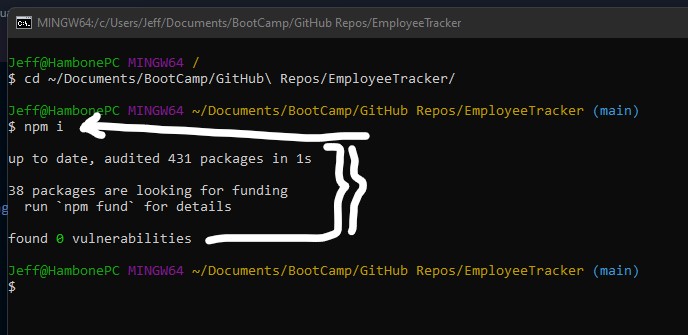 MINGW64:/c/Users/Jeff/Documents/BootCamp/GitHub Repos/EmployeeTracker
Jeff@HambonePC MINGW64 /
$ cd ~/Documents/BootCamp/GitHub\ Repos/EmployeeTracker/
Jeff@HambonePC MINGW64 ~/Documents/BootCamp/GitHub Repos/EmployeeTracker (main)
$ npm i
up to date, audited 431 packages in 1s
38 packages are looking for funding
run `npm fund` for details
found 0 vulnerabilities
Jeff@HambonePC MINGW64 ~/Documents/BootCamp/GitHub Repos/EmployeeTracker (main)
$